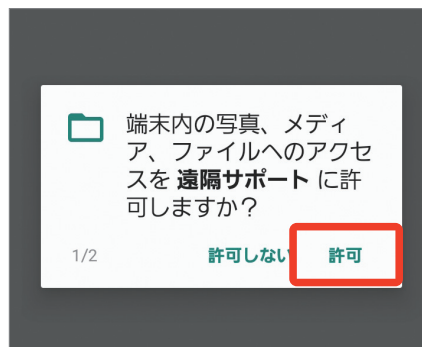 端末内の写真、メディ
ア、ファイルへのアクセ
スを 遠隔サポート に許
可しますか？
1/2 許可しない 許可